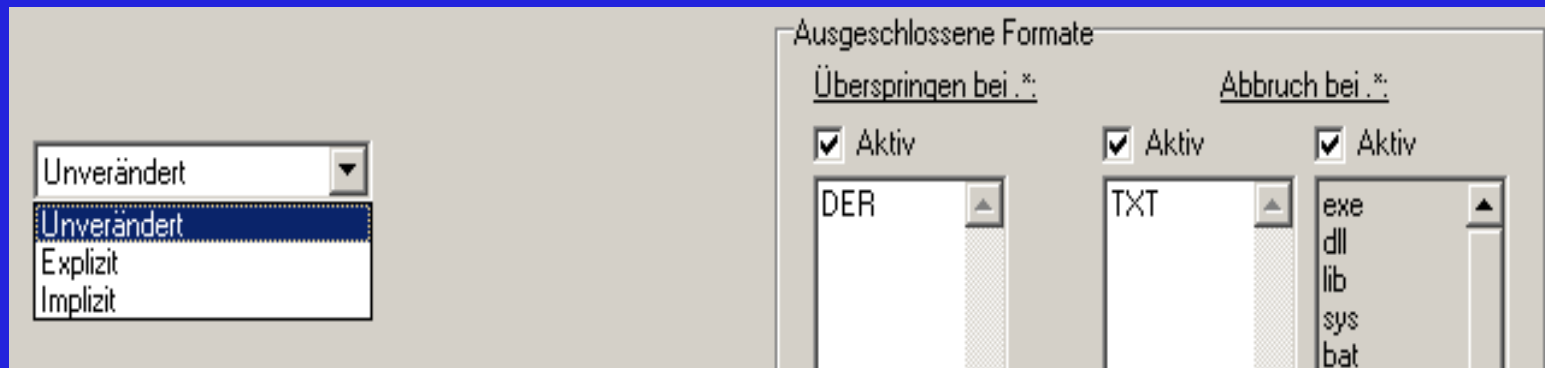 Ausgeschlossene Formate
Überspringen bei .*:
Abbruch bei .*:
Aktiv
Aktiv
Aktiv
Unverändert
Unverändert
Explizit
Implizit
DER
TXT
exe
dll
lib
sys
bat